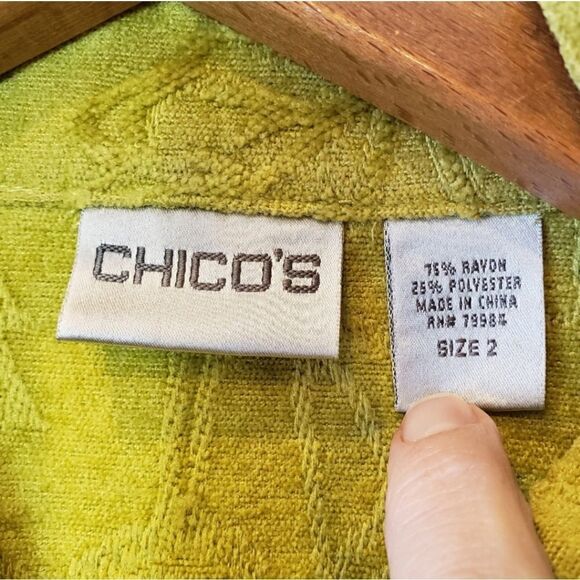 CHICO'S
75% RAYON
25% POLYESTER
MADE IN CHINA
RN# 79984
SIZE 2